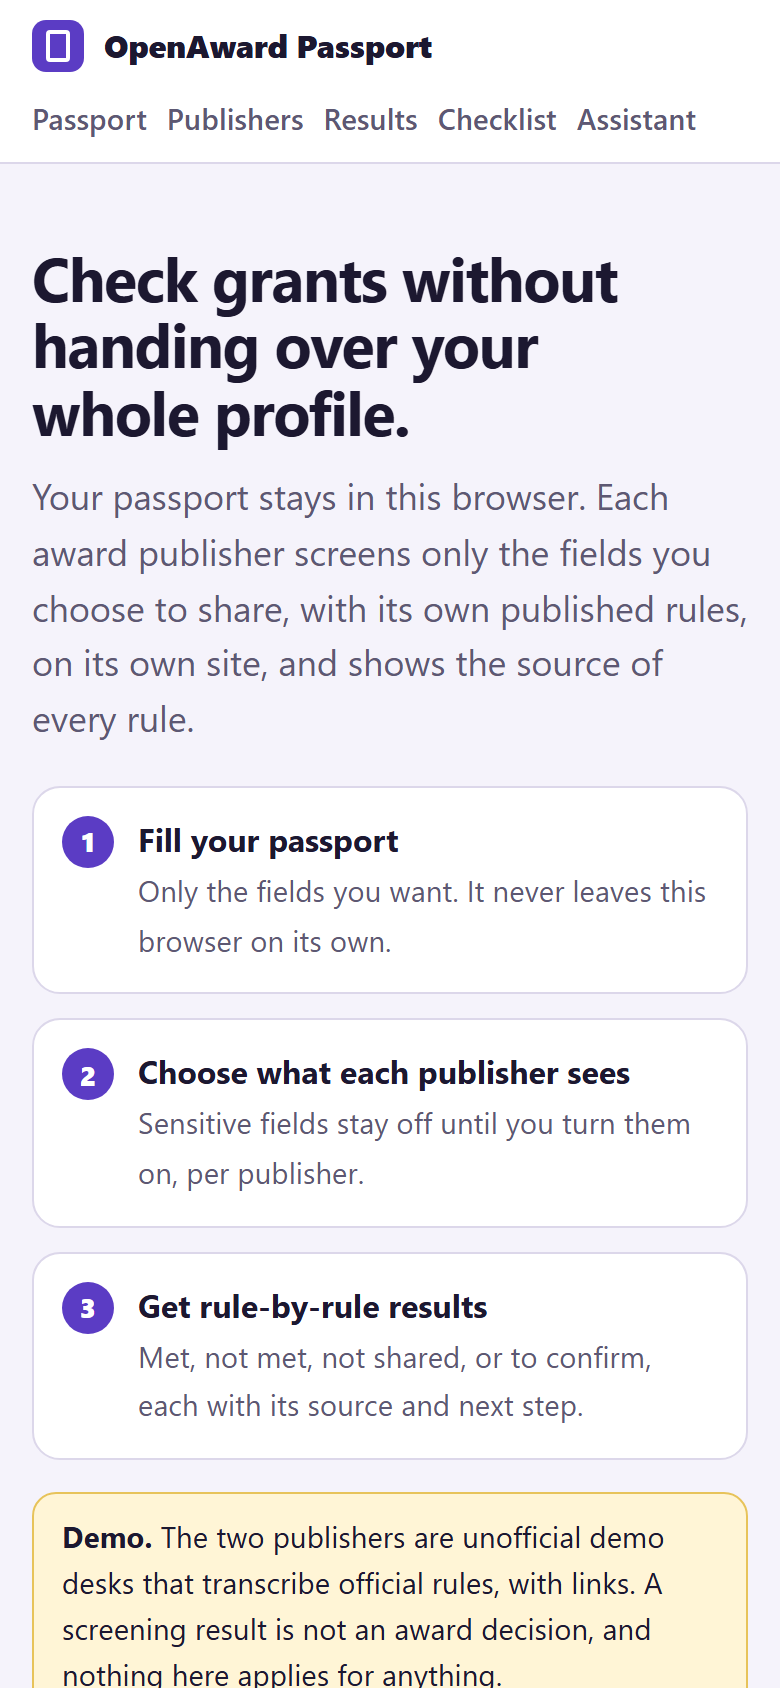 OpenAward Passport
Passport Publishers Results Checklist Assistant
Check grants without
handing over your
whole profile.
Your passport stays in this browser. Each
award publisher screens only the fields you
choose to share, with its own published rules,
on its own site, and shows the source of
every rule.
1 Fill your passport
Only the fields you want. It never leaves this
browser on its own.
2 Choose what each publisher sees
Sensitive fields stay off until you turn them
on, per publisher.
3 Get rule-by-rule results
Met, not met, not shared, or to confirm,
each with its source and next step.
Demo. The two publishers are unofficial demo
desks that transcribe official rules, with links. A
screening result is not an award decision, and
nothing here applies for anything.